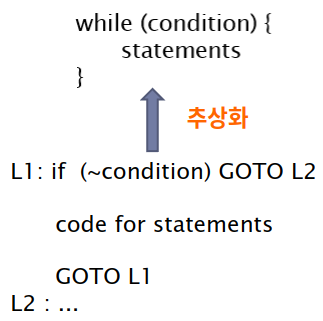 while (condition) {
statements
}
추상화
L1: if (~condition) GOTO L2
code for statements
GOTO L1
L2 : ...